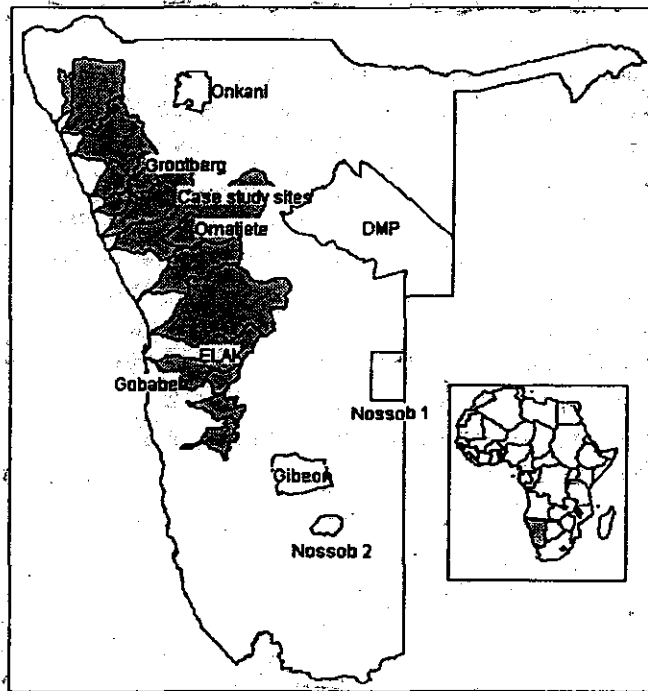 Onkani
Grootberg
Case study sites
Omatjete
DMP
ELAK
Gobabeb
Nossob 1
Gibeon
Nossob 2